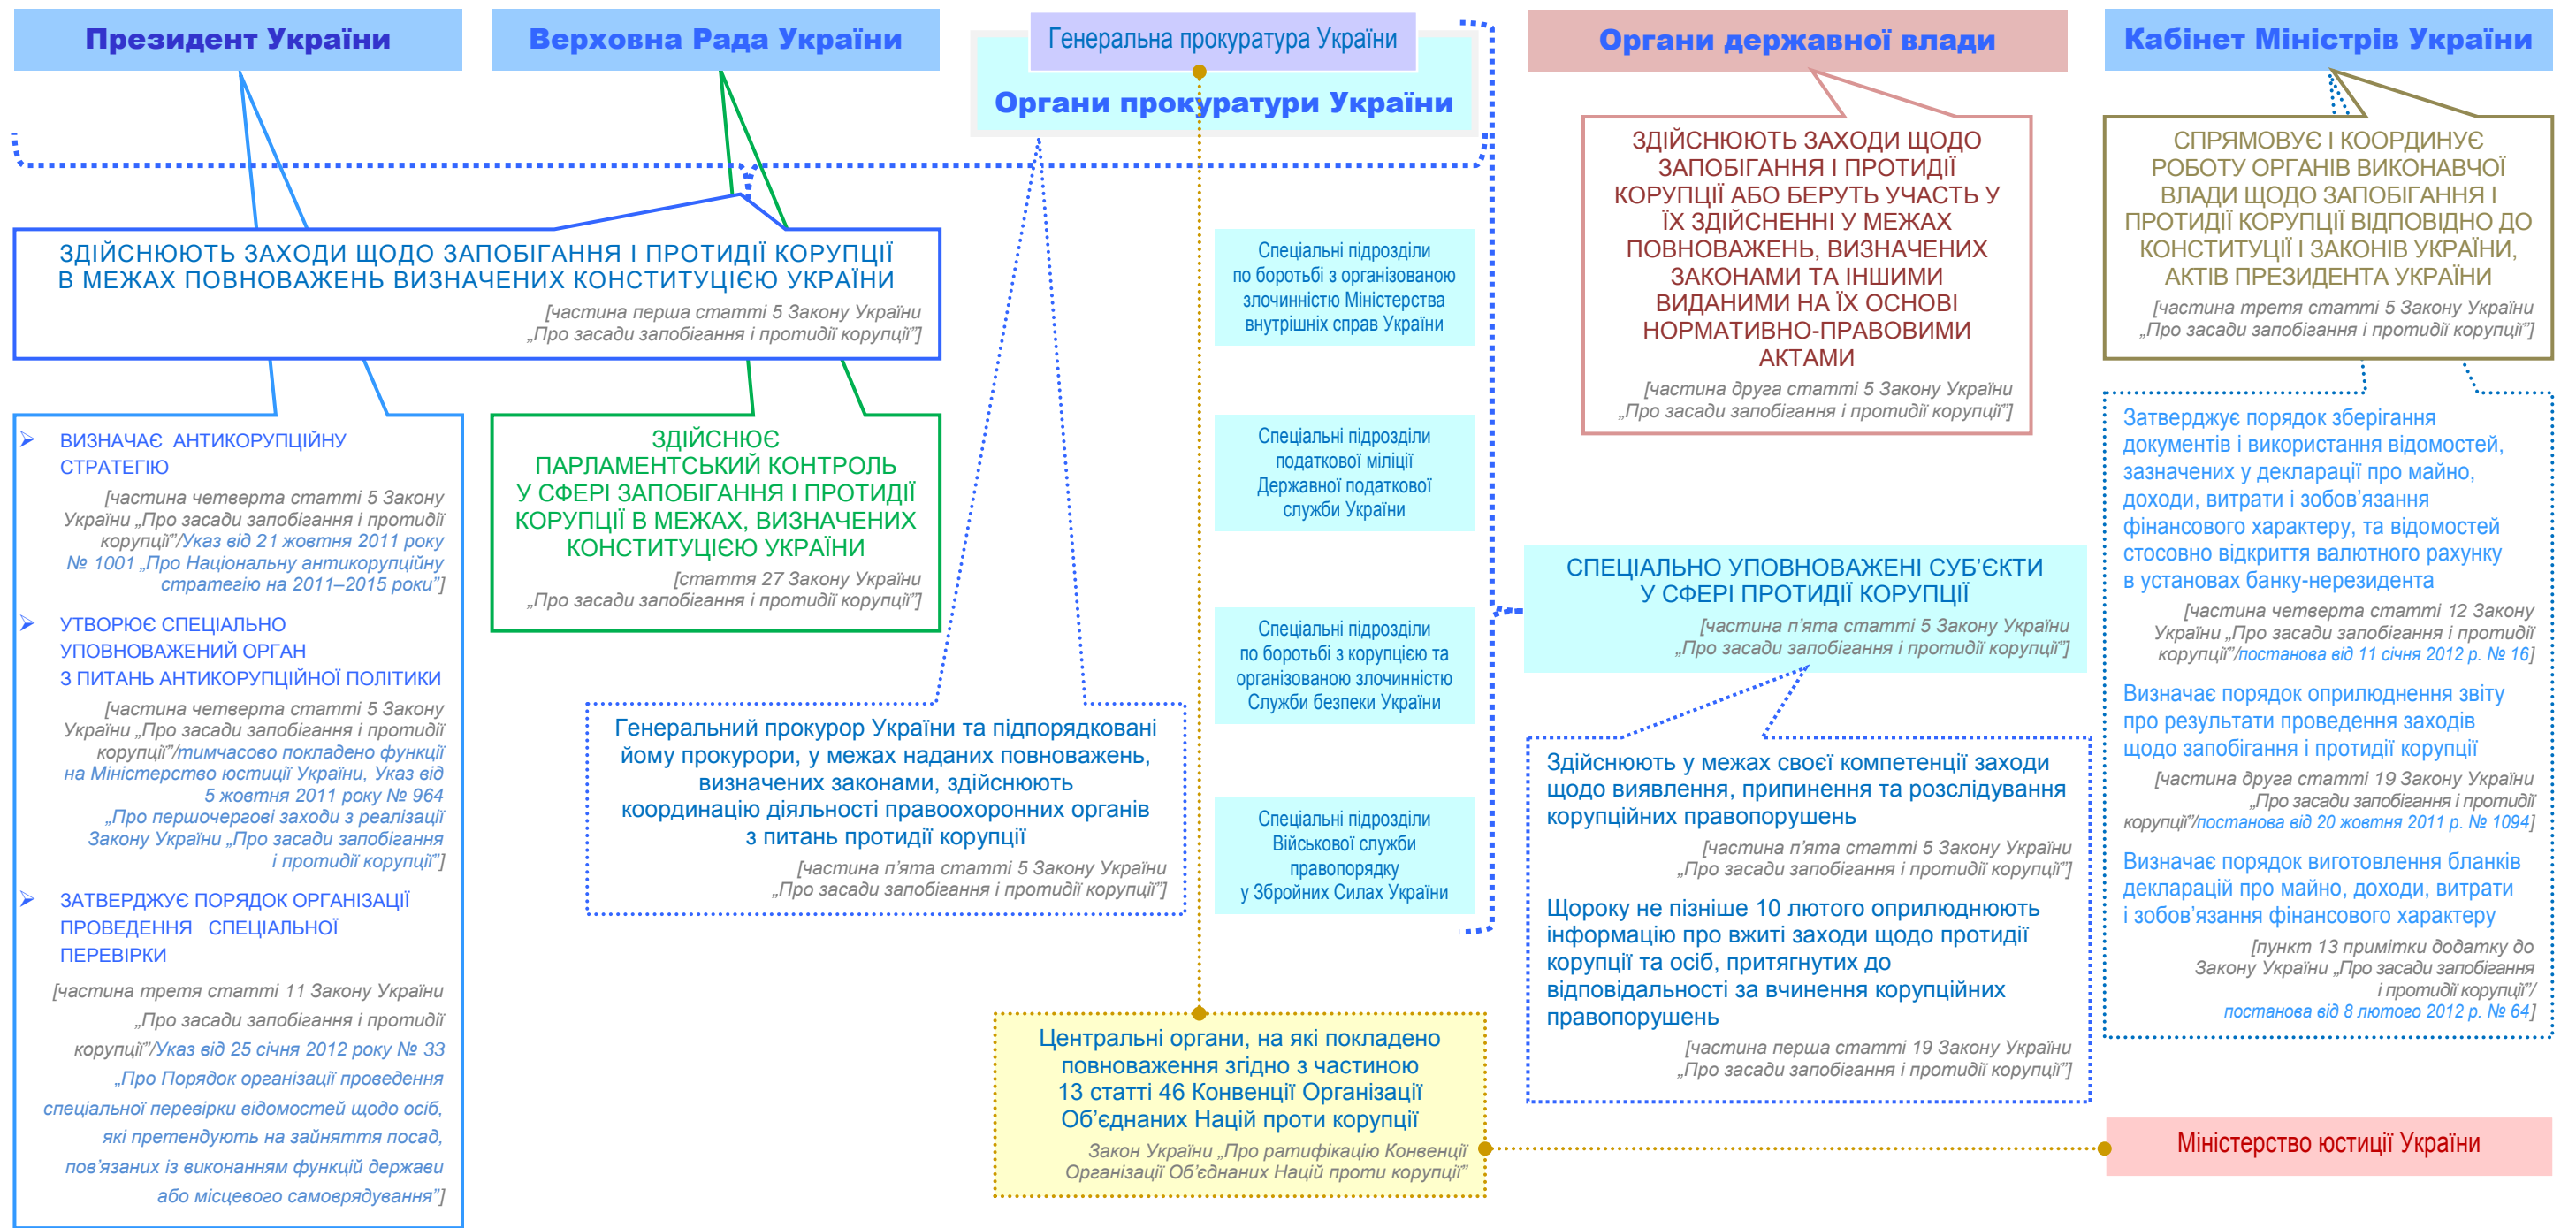 Президент України
Верховна Рада України
Генеральна прокуратура України
Органи прокуратури України
Органи державної влади
Кабінет Міністрів України
ЗДІЙСНЮЮТЬ ЗАХОДИ ЩОДО ЗАПОБІГАННЯ І ПРОТИДІЇ КОРУПЦІЇ
В МЕЖАХ ПОВНОВАЖЕНЬ ВИЗНАЧЕНИХ КОНСТИТУЦІЄЮ УКРАЇНИ
[частина перша статті 5 Закону України
„Про засади запобігання і протидії корупції”]
ВИЗНАЧАЄ АНТИКОРУПЦІЙНУ
СТРАТЕГІЮ
[частина четверта статті 5 Закону
України „Про засади запобігання і протидії
корупції”/Указ від 21 жовтня 2011 року
№ 1001 „Про Національну антикорупційну
стратегію на 2011–2015 роки”]
УТВОРЮЄ СПЕЦІАЛЬНО
УПОВНОВАЖЕНИЙ ОРГАН
З ПИТАНЬ АНТИКОРУПЦІЙНОЇ ПОЛІТИКИ
[частина четверта статті 5 Закону
України „Про засади запобігання і протидії
корупції”/тимчасово покладено функції
на Міністерство юстиції України, Указ від
5 жовтня 2011 року № 964
„Про першочергові заходи з реалізації
Закону України „Про засади запобігання
і протидії корупції”]
ЗАТВЕРДЖУЄ ПОРЯДОК ОРГАНІЗАЦІЇ
ПРОВЕДЕННЯ СПЕЦІАЛЬНОЇ
ПЕРЕВІРКИ
[частина третя статті 11 Закону України
„Про засади запобігання і протидії
корупції”/Указ від 25 січня 2012 року № 33
„Про Порядок організації проведення
спеціальної перевірки відомостей щодо осіб,
які претендують на зайняття посад,
пов’язаних із виконанням функцій держави
або місцевого самоврядування”]
ЗДІЙСНЮЄ
ПАРЛАМЕНТСЬКИЙ КОНТРОЛЬ
У СФЕРІ ЗАПОБІГАННЯ І ПРОТИДІЇ
КОРУПЦІЇ В МЕЖАХ, ВИЗНАЧЕНИХ
КОНСТИТУЦІЄЮ УКРАЇНИ
[стаття 27 Закону України
„Про засади запобігання і протидії корупції”]
Генеральний прокурор України та підпорядковані
йому прокурори, у межах наданих повноважень,
визначених законами, здійснюють
координацію діяльності правоохоронних органів
з питань протидії корупції
[частина п’ята статті 5 Закону України
„Про засади запобігання і протидії корупції”]
Спеціальні підрозділи
по боротьбі з організованою
злочинністю Міністерства
внутрішніх справ України
Спеціальні підрозділи
податкової міліції
Державної податкової
служби України
Спеціальні підрозділи
по боротьбі з корупцією та
організованою злочинністю
Служби безпеки України
Спеціальні підрозділи
Військової служби
правопорядку
у Збройних Силах України
Центральні органи, на які покладено
повноваження згідно з частиною
13 статті 46 Конвенції Організації
Об’єднаних Націй проти корупції
Закон України „Про ратифікацію Конвенції
Організації Об’єднаних Націй проти корупції”
ЗДІЙСНЮЮТЬ ЗАХОДИ ЩОДО
ЗАПОБІГАННЯ І ПРОТИДІЇ
КОРУПЦІЇ АБО БЕРУТЬ УЧАСТЬ У
ЇХ ЗДІЙСНЕННІ У МЕЖАХ
ПОВНОВАЖЕНЬ, ВИЗНАЧЕНИХ
ЗАКОНАМИ ТА ІНШИМИ
ВИДАНИМИ НА ЇХ ОСНОВІ
НОРМАТИВНО-ПРАВОВИМИ
АКТАМИ
[частина друга статті 5 Закону України
„Про засади запобігання і протидії корупції”]
СПЕЦІАЛЬНО УПОВНОВАЖЕНІ СУБ’ЄКТИ
У СФЕРІ ПРОТИДІЇ КОРУПЦІЇ
[частина п’ята статті 5 Закону України
„Про засади запобігання і протидії корупції”]
Здійснюють у межах своєї компетенції заходи
щодо виявлення, припинення та розслідування
корупційних правопорушень
[частина п’ята статті 5 Закону України
„Про засади запобігання і протидії корупції”]
Щороку не пізніше 10 лютого оприлюднюють
інформацію про вжиті заходи щодо протидії
корупції та осіб, притягнутих до
відповідальності за вчинення корупційних
правопорушень
[частина перша статті 19 Закону України
„Про засади запобігання і протидії корупції”]
СПРЯМОВУЄ І КООРДИНУЄ
РОБОТУ ОРГАНІВ ВИКОНАВЧОЇ
ВЛАДИ ЩОДО ЗАПОБІГАННЯ І
ПРОТИДІЇ КОРУПЦІЇ ВІДПОВІДНО ДО
КОНСТИТУЦІЇ І ЗАКОНІВ УКРАЇНИ,
АКТІВ ПРЕЗИДЕНТА УКРАЇНИ
[частина третя статті 5 Закону України
„Про засади запобігання і протидії корупції”]
Затверджує порядок зберігання
документів і використання відомостей,
зазначених у декларації про майно,
доходи, витрати і зобов’язання
фінансового характеру, та відомостей
стосовно відкриття валютного рахунку
в установах банку-нерезидента
[частина четверта статті 12 Закону
України „Про засади запобігання і протидії
корупції”/постанова від 11 січня 2012 р. № 16]
Визначає порядок оприлюднення звіту
про результати проведення заходів
щодо запобігання і протидії корупції
[частина друга статті 19 Закону України
„Про засади запобігання і протидії
корупції”/постанова від 20 жовтня 2011 р. № 1094]
Визначає порядок виготовлення бланків
декларацій про майно, доходи, витрати
і зобов’язання фінансового характеру
[пункт 13 примітки додатку до
Закону України „Про засади запобігання
і протидії корупції”/
постанова від 8 лютого 2012 р. № 64]
Міністерство юстиції України